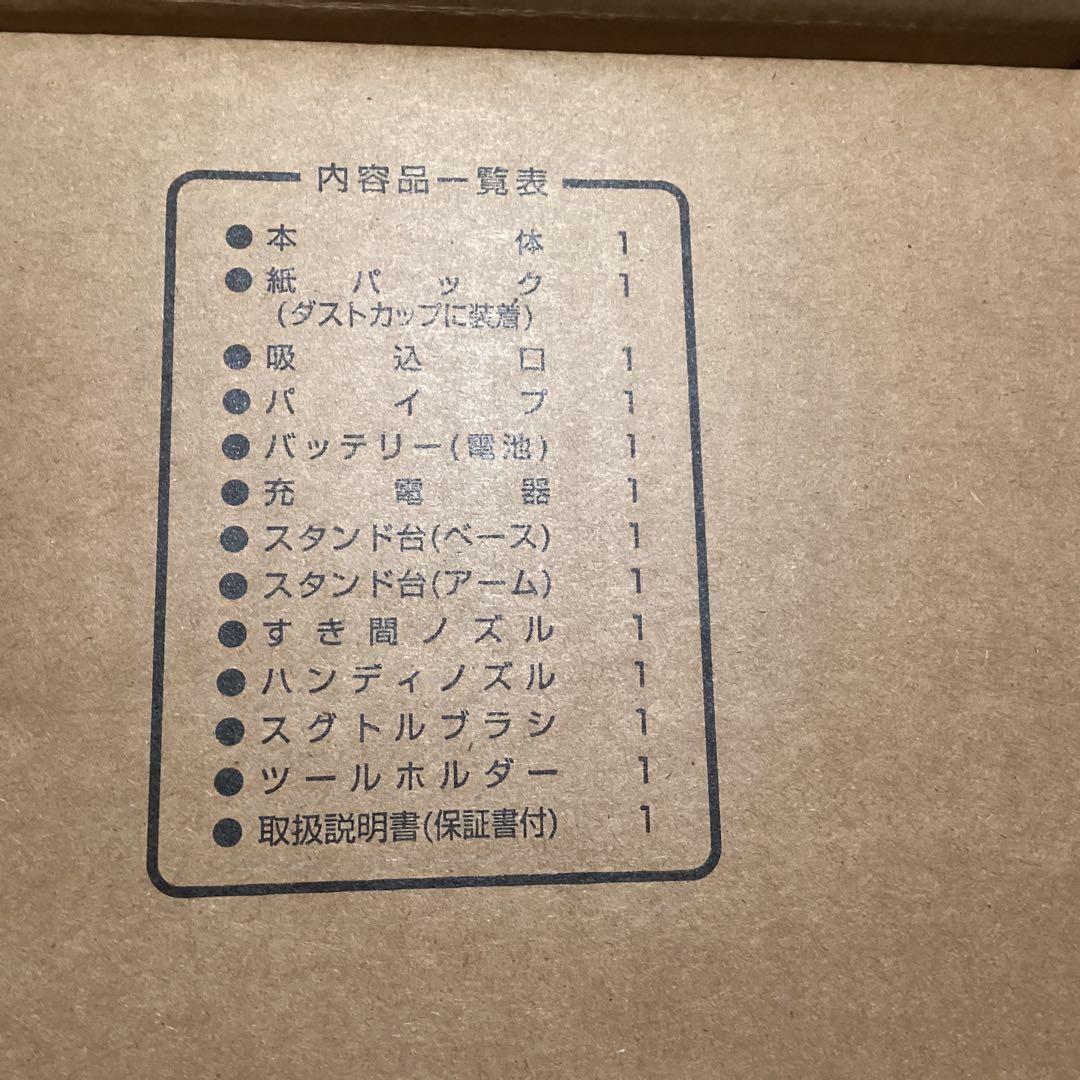 内容品一覧表
●本体 1
●紙パック 1
(ダストカップに装着)
●吸込口 1
●パイプ 1
●バッテリー(電池) 1
●充電器 1
●スタンド台(ベース) 1
●スタンド台(アーム) 1
●すき間ノズル 1
●ハンディノズル 1
●スグトルブラシ 1
●ツールホルダー 1
●取扱説明書(保証書付) 1